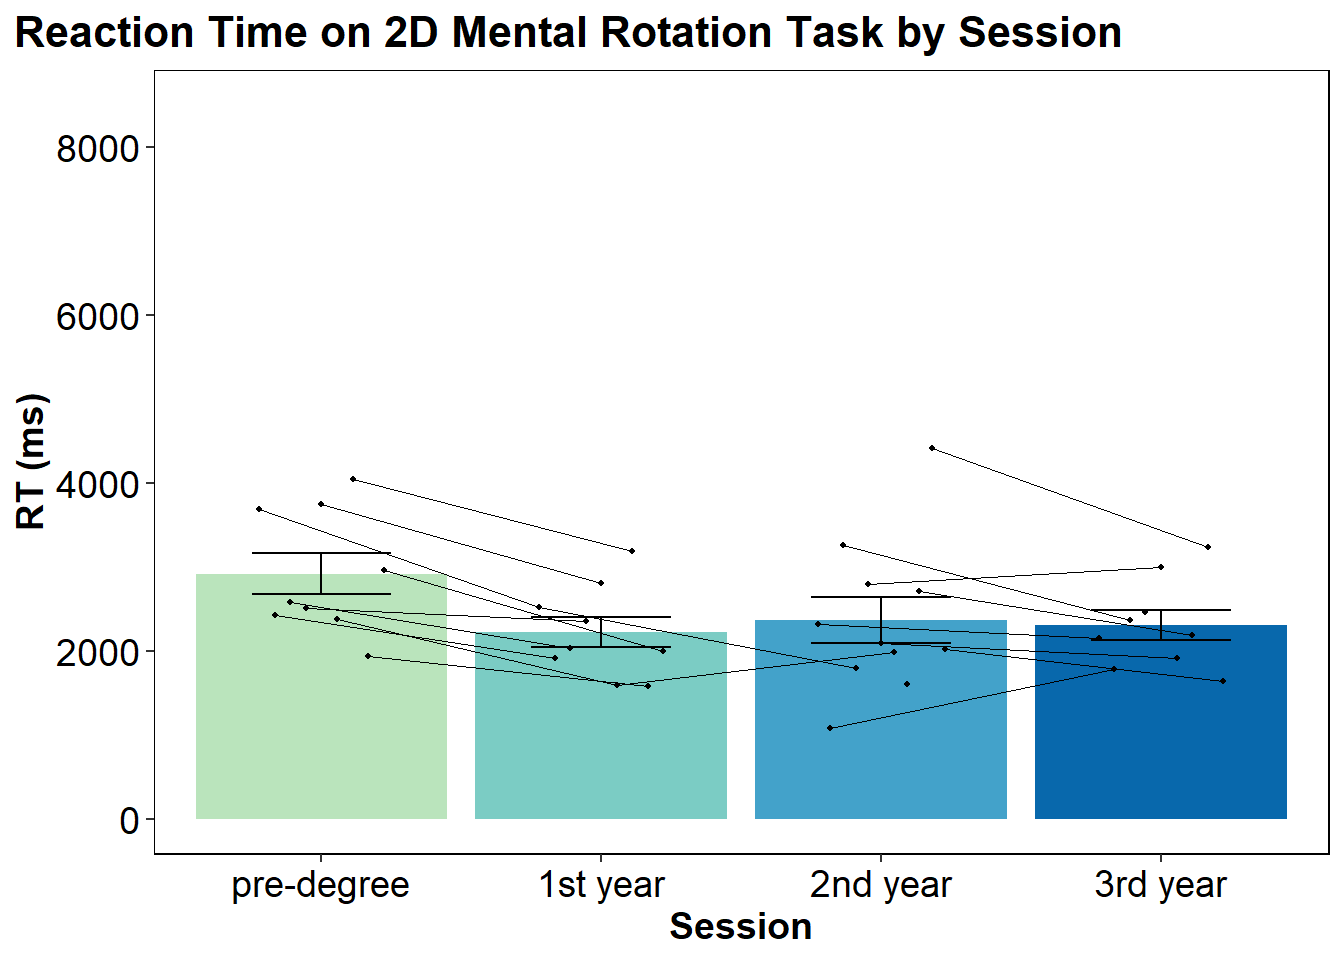 Reaction Time on 2D Mental Rotation Task by Session
RT (ms)
8000
6000
4000
2000
0
pre-degree 1st year 2nd year 3rd year
Session